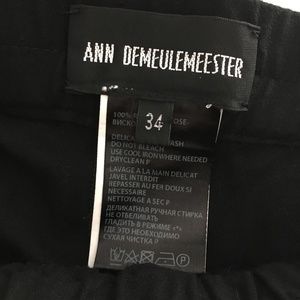 ANN DEMEULEMEESTER
34
100%
ВИСКО
DELICA
DO NOT BLEACH
USE COOL IRON WHERE NEEDED
DRYCLEAN P
LAVAGE A LA MAIN DELICAT
JAVEL INTERDIT
REPASSER AU FER DOUX SI
NECESSAIRE
NETTOYAGE A SEC P
ДЕЛИКАТНАЯ РУЧНАЯ СТИРКА
НЕ ОТБЕЛИВАТЬ
ГЛАДИТЬ В РЕЖИМЕ
ГДЕ ЭТО НЕОБХОДИМО
СУХАЯ ЧИСТКА P